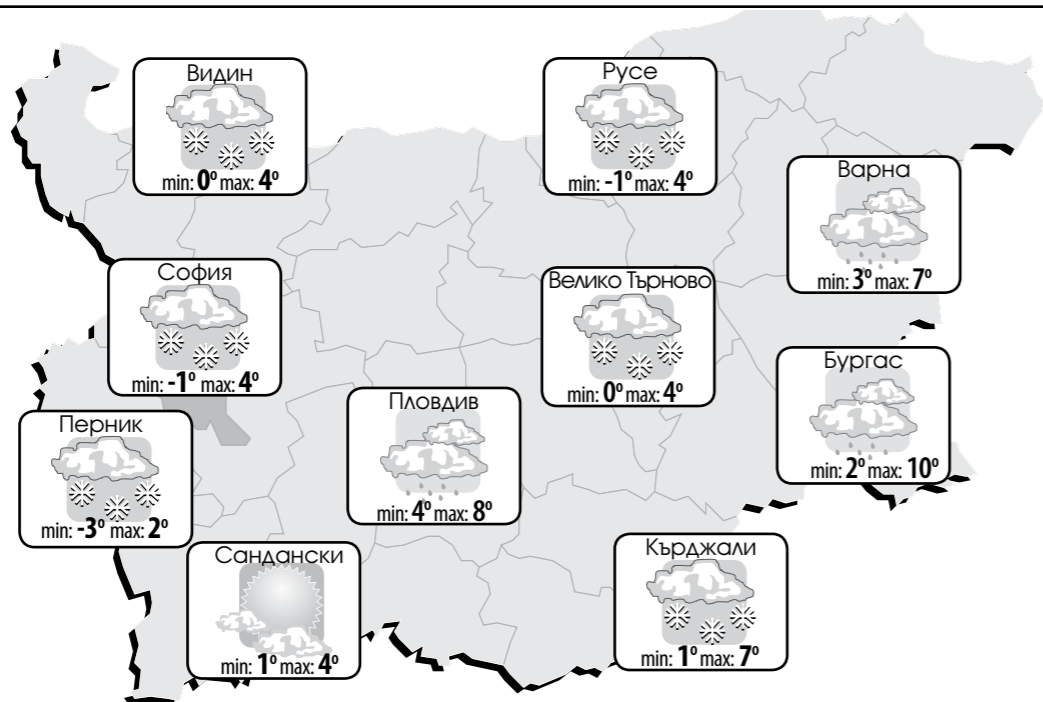 Видин
min: 0° max: 4°
Русе
min: -1° max: 4°
Варна
min: 3° max: 7°
София
min: -1° max: 4°
Велико Търново
min: 0° max: 4°
Бургас
min: 2° max: 10°
Пловдив
min: 4° max: 8°
Перник
min: -3° max: 2°
Сандански
min: 1° max: 4°
Кърджали
min: 1° max: 7°